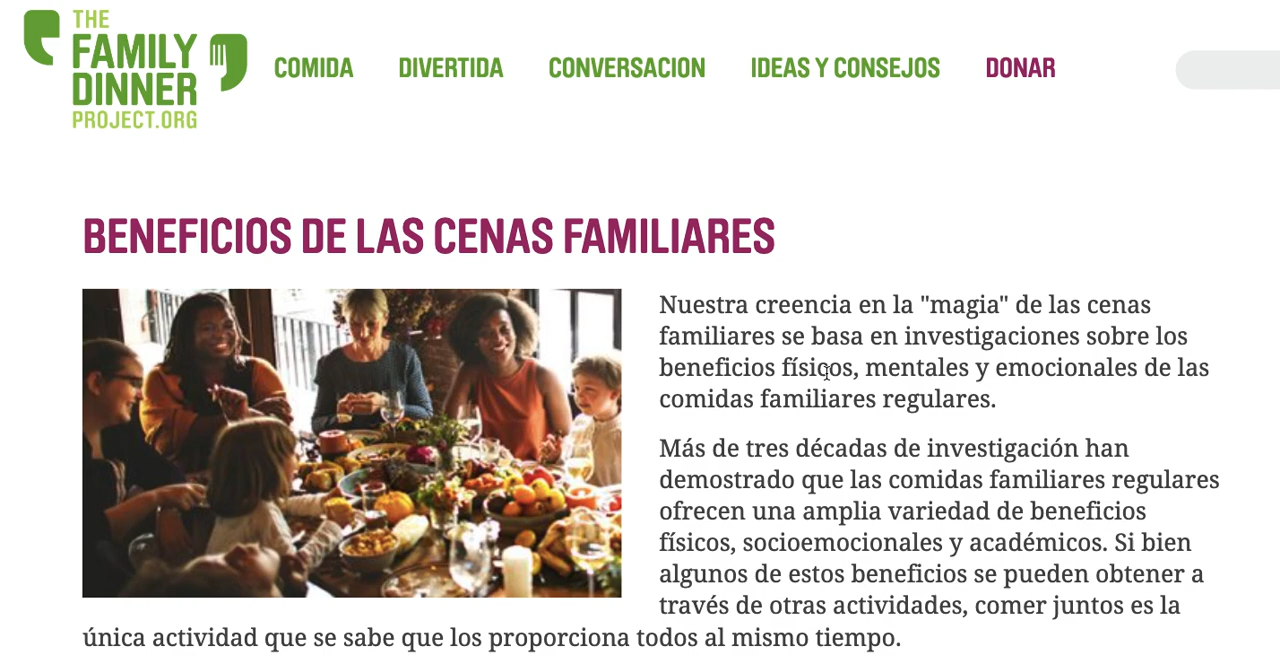 THE
FAMILY
DINNER
PROJECT.ORG
COMIDA DIVERTIDA CONVERSACION IDEAS Y CONSEJOS DONAR
BENEFICIOS DE LAS CENAS FAMILIARES
Nuestra creencia en la "magia" de las cenas
familiares se basa en investigaciones sobre los
beneficios físicos, mentales y emocionales de las
comidas familiares regulares.
Más de tres décadas de investigación han
demostrado que las comidas familiares regulares
ofrecen una amplia variedad de beneficios
físicos, socioemocionales y académicos. Si bien
algunos de estos beneficios se pueden obtener a
través de otras actividades, comer juntos es la
única actividad que se sabe que los proporciona todos al mismo tiempo.